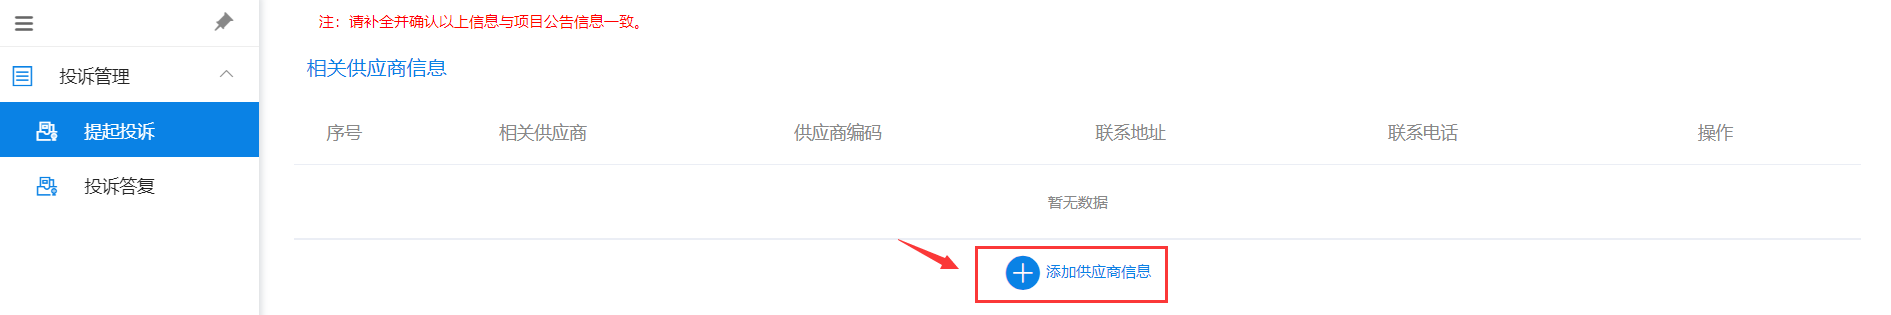 注：请补全并确认以上信息与项目公告信息一致。
投诉管理
相关供应商信息
提起投诉
序号 相关供应商 供应商编码 联系地址 联系电话 操作
投诉答复
暂无数据
添加供应商信息